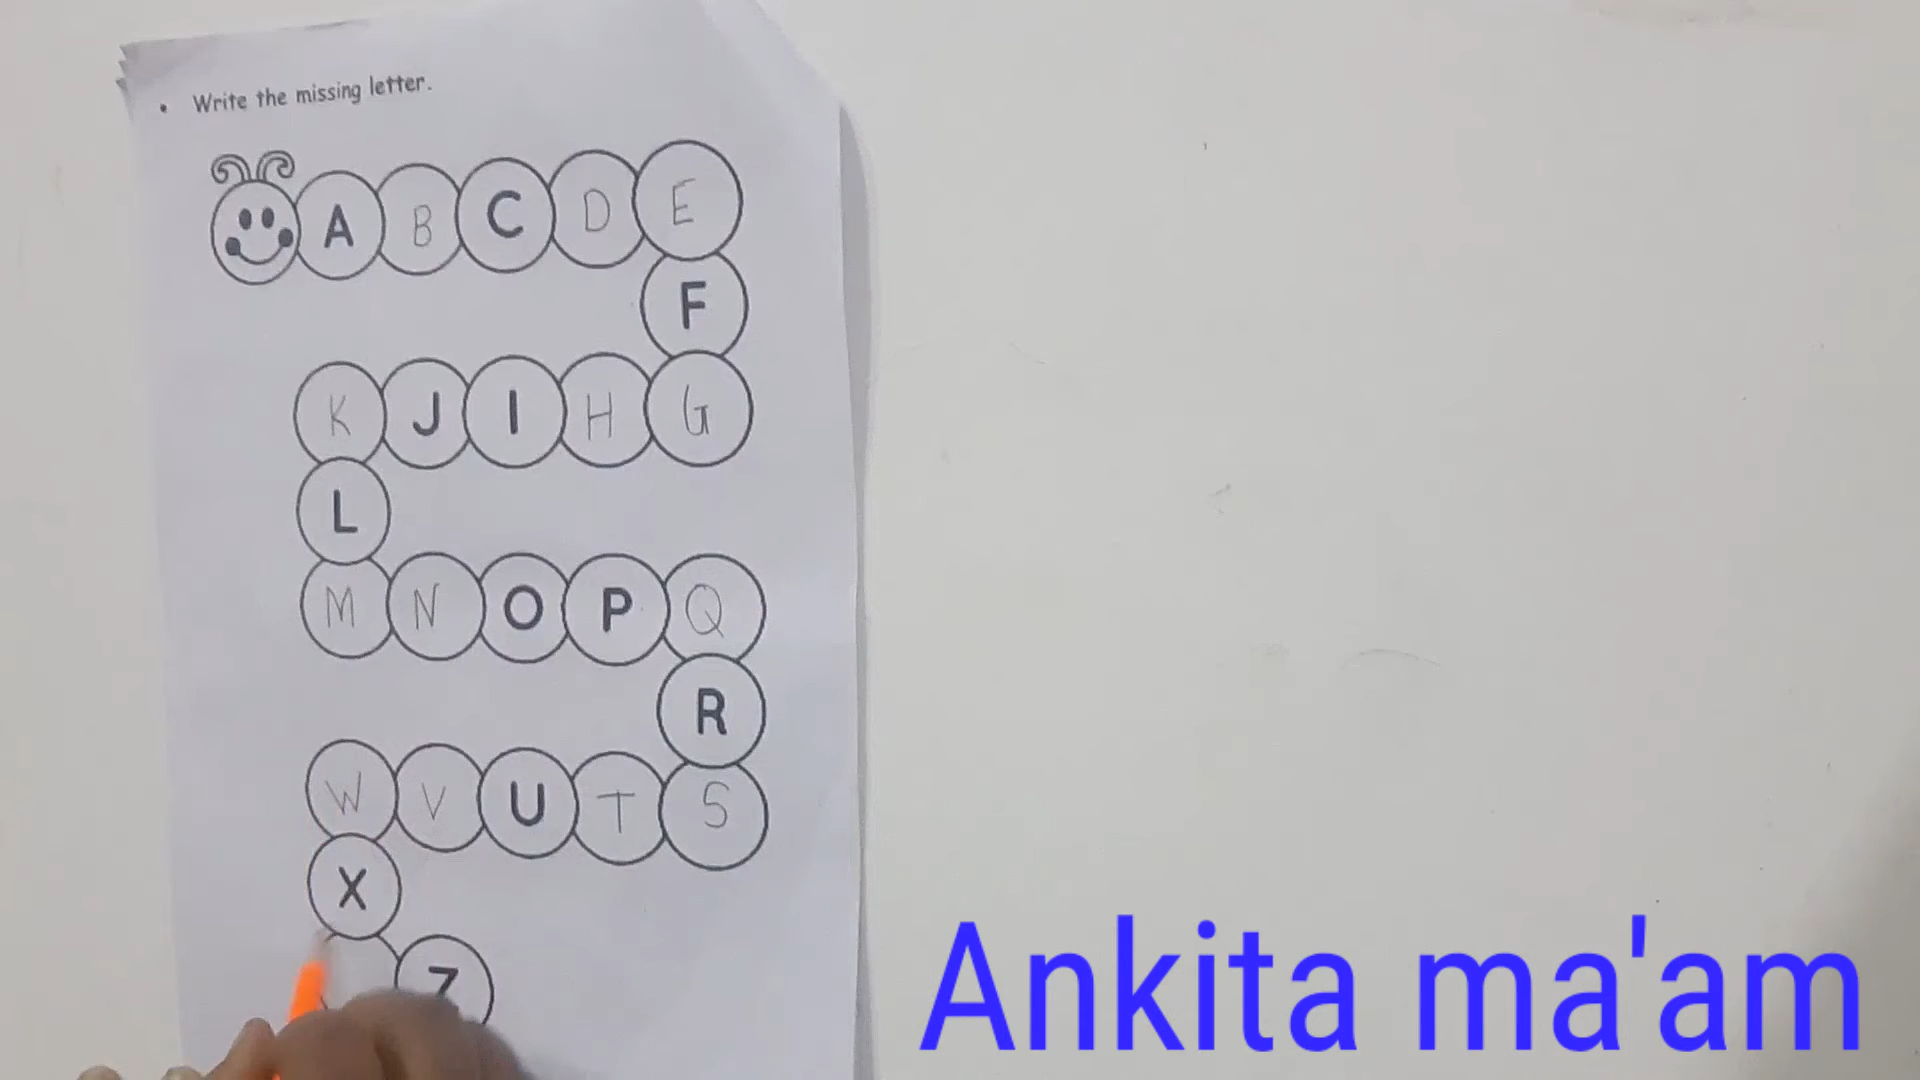 • Write the missing letter.
A B C D E
F
K J I H G
L
M N O P Q
R
W V U T S
X
Z
Ankita ma'am